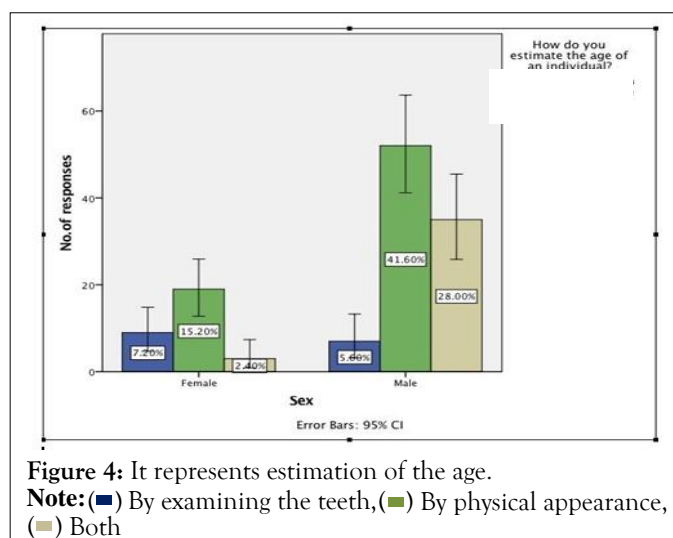 How do you
estimate the age of
an individual?
60
40
20
0
No.of responses
7.20%
15.20%
2.40%
5.60%
41.60%
28.00%
Female
Male
Sex
Error Bars: 95% CI
Figure 4: It represents estimation of the age.
Note: ( ) By examining the teeth, ( ) By physical appearance,
( ) Both